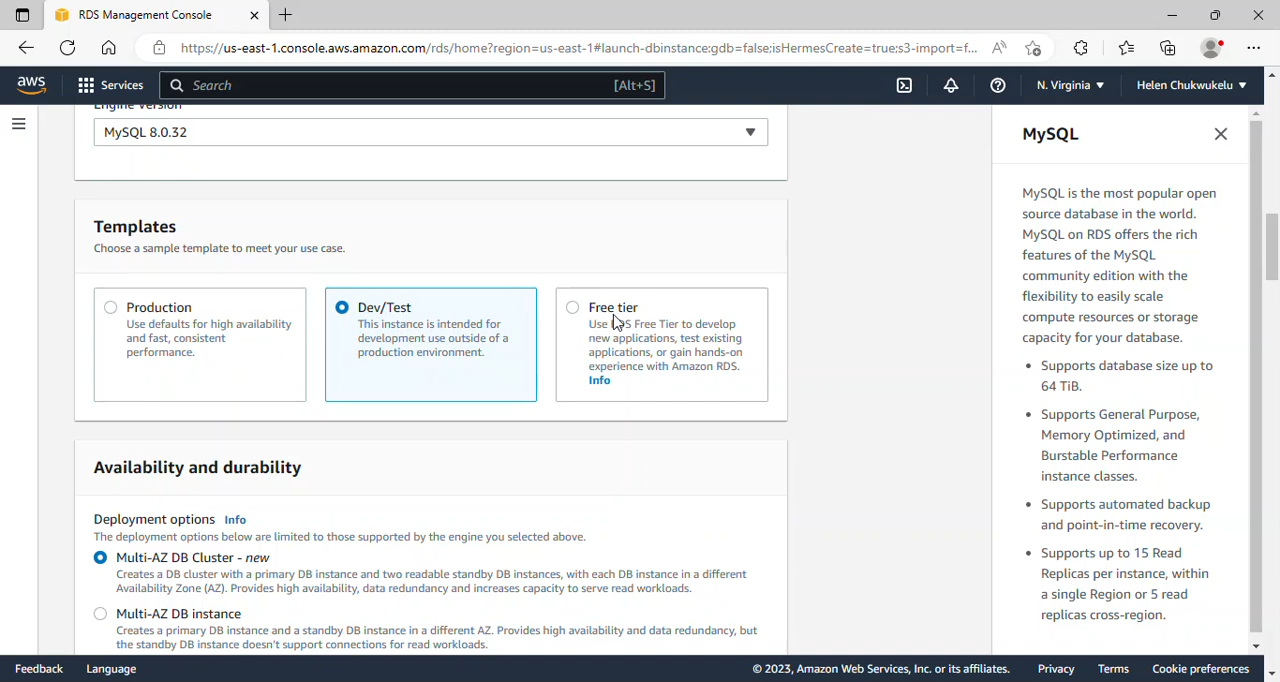 RDS Management Console
https://us-east-1.console.aws.amazon.com/rds/home?region=us-east-1#launch-dbinstance:gdb=false;isHermesCreate=true;s3-import=f...
aws
Services
Search
[Alt+S]
N. Virginia
Helen Chukwukelu
Engine version
MySQL 8.0.32
Templates
Choose a sample template to meet your use case.
Production
Use defaults for high availability
and fast, consistent
performance.
Dev/Test
This instance is intended for
development use outside of a
production environment.
Free tier
Use RDS Free Tier to develop
new applications, test existing
applications, or gain hands-on
experience with Amazon RDS.
Info
Availability and durability
Deployment options Info
The deployment options below are limited to those supported by the engine you selected above.
Multi-AZ DB Cluster - new
Creates a DB cluster with a primary DB instance and two readable standby DB instances, with each DB instance in a different
Availability Zone (AZ). Provides high availability, data redundancy and increases capacity to serve read workloads.
Multi-AZ DB instance
Creates a primary DB instance and a standby DB instance in a different AZ. Provides high availability and data redundancy, but
the standby DB instance doesn't support connections for read workloads.
MySQL
MySQL is the most popular open
source database in the world.
MySQL on RDS offers the rich
features of the MySQL
community edition with the
flexibility to easily scale
compute resources or storage
capacity for your database.
• Supports database size up to
64 TiB.
• Supports General Purpose,
Memory Optimized, and
Burstable Performance
instance classes.
• Supports automated backup
and point-in-time recovery.
• Supports up to 15 Read
Replicas per instance, within
a single Region or 5 read
replicas cross-region.
Feedback
Language
© 2023, Amazon Web Services, Inc. or its affiliates.
Privacy
Terms
Cookie preferences